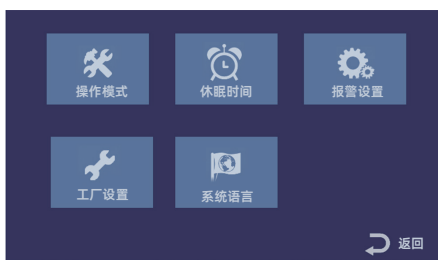 操作模式
休眠时间
报警设置
工厂设置
系统语言
返回